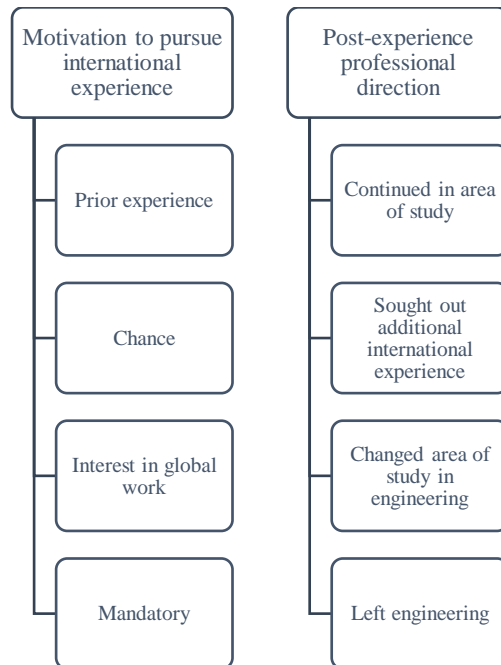 Motivation to pursue
international
experience
Prior experience
Chance
Interest in global
work
Mandatory
Post-experience
professional
direction
Continued in area
of study
Sought out
additional
international
experience
Changed area of
study in
engineering
Left engineering